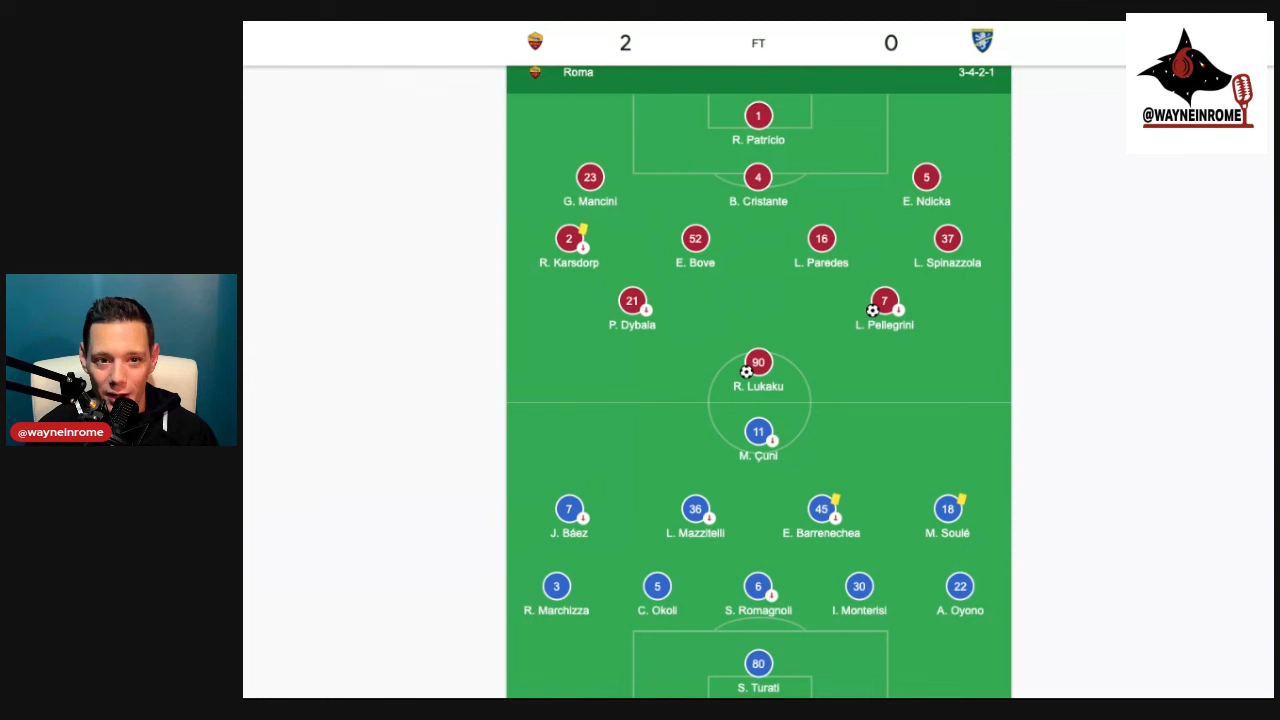 2 FT 0
Roma 3-4-2-1
@WAYNEINROME
1
R. Patrício
23 4 5
G. Mancini B. Cristante E. Ndicka
2 52 16 37
R. Karsdorp E. Bove L. Paredes L. Spinazzola
21 7
P. Dybala L. Pellegrini
90
R. Lukaku
11
M. Çuni
@wayneinrome
7 36 45 18
J. Báez L. Mazzitelli E. Barrenechea M. Soulé
3 5 6 30 22
R. Marchizza C. Okoli S. Romagnoli I. Monterisi A. Oyono
80
S. Turati